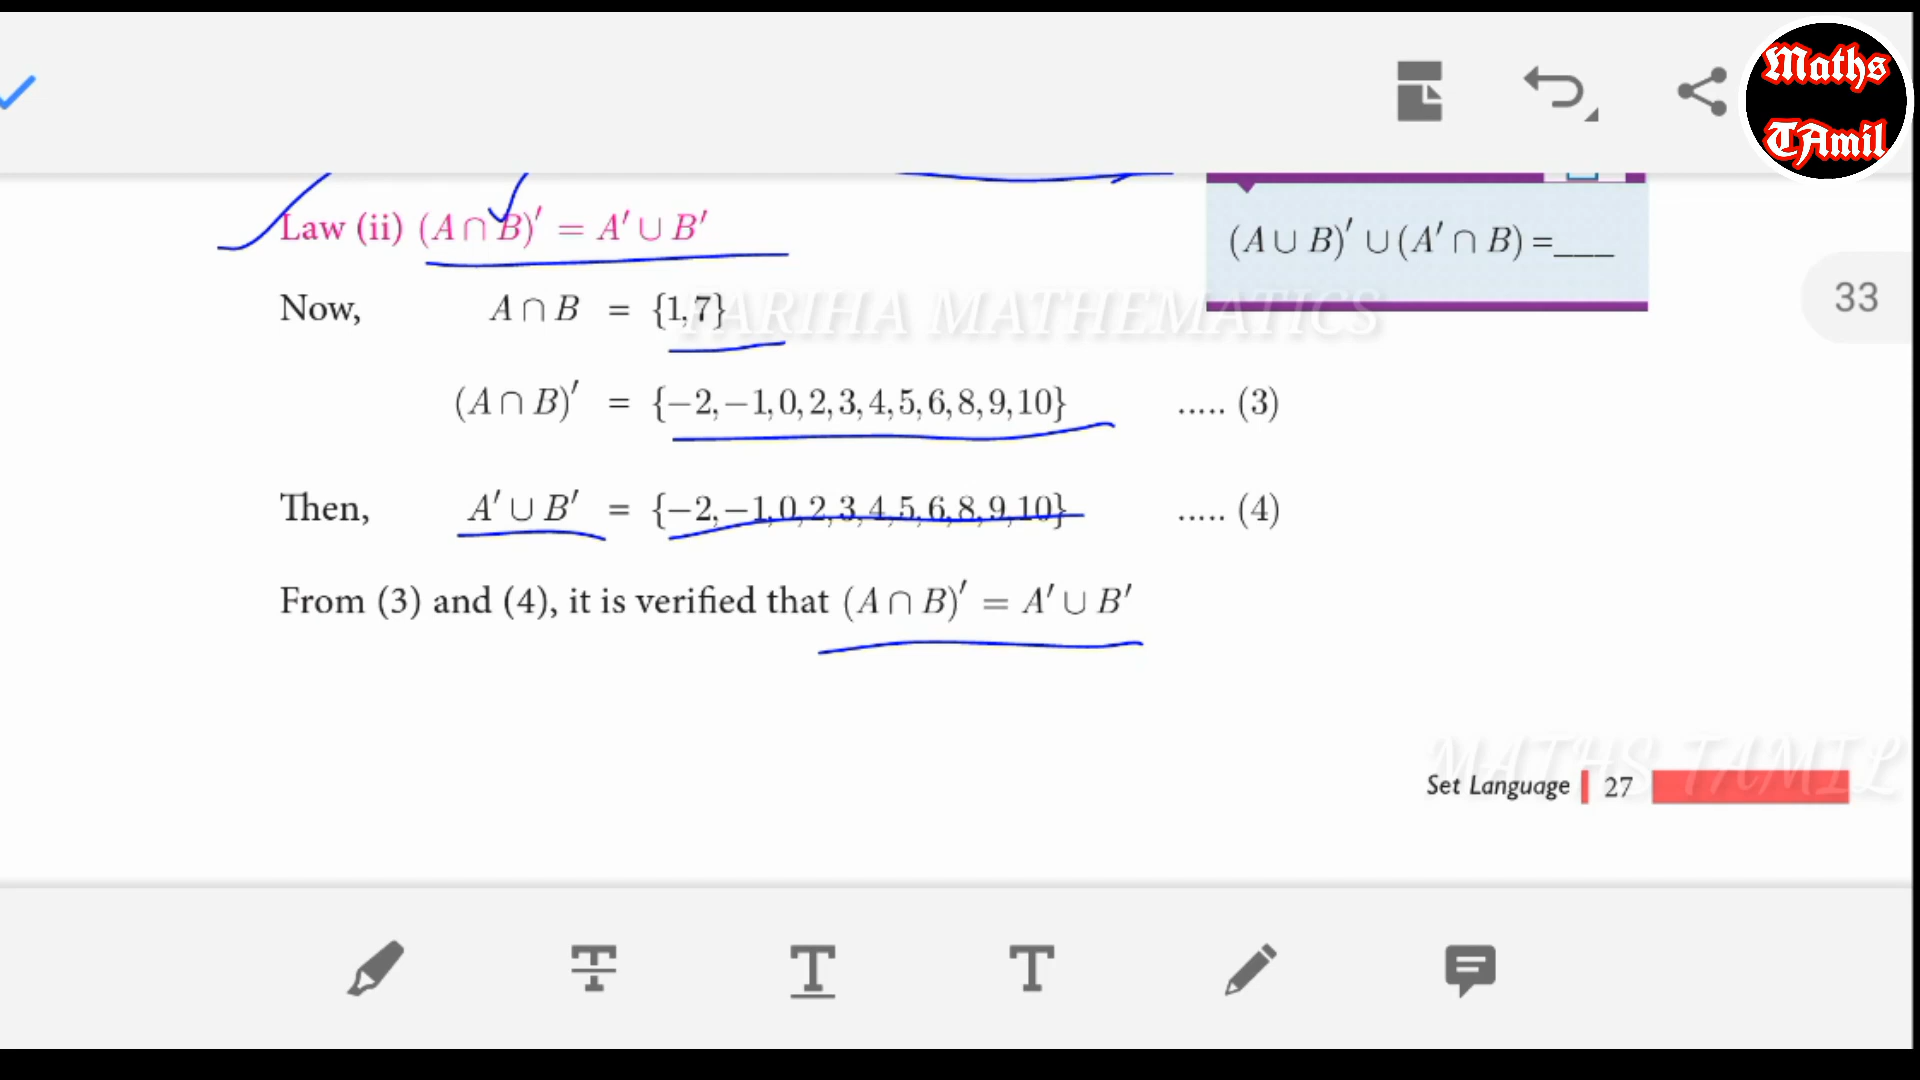 Maths
TAmil
Law (ii) (A ∩ B)′ = A′ ∪ B′
(A ∪ B)′ ∪ (A′ ∩ B) =___
33
Now, A ∩ B = {1,7}
FARIHA MATHEMATICS
(A ∩ B)′ = {−2,−1,0,2,3,4,5,6,8,9,10} ..... (3)
Then, A′ ∪ B′ = {−2,−1,0,2,3,4,5,6,8,9,10} ..... (4)
From (3) and (4), it is verified that (A ∩ B)′ = A′ ∪ B′
MATHS TAMIL
Set Language 27
T T T